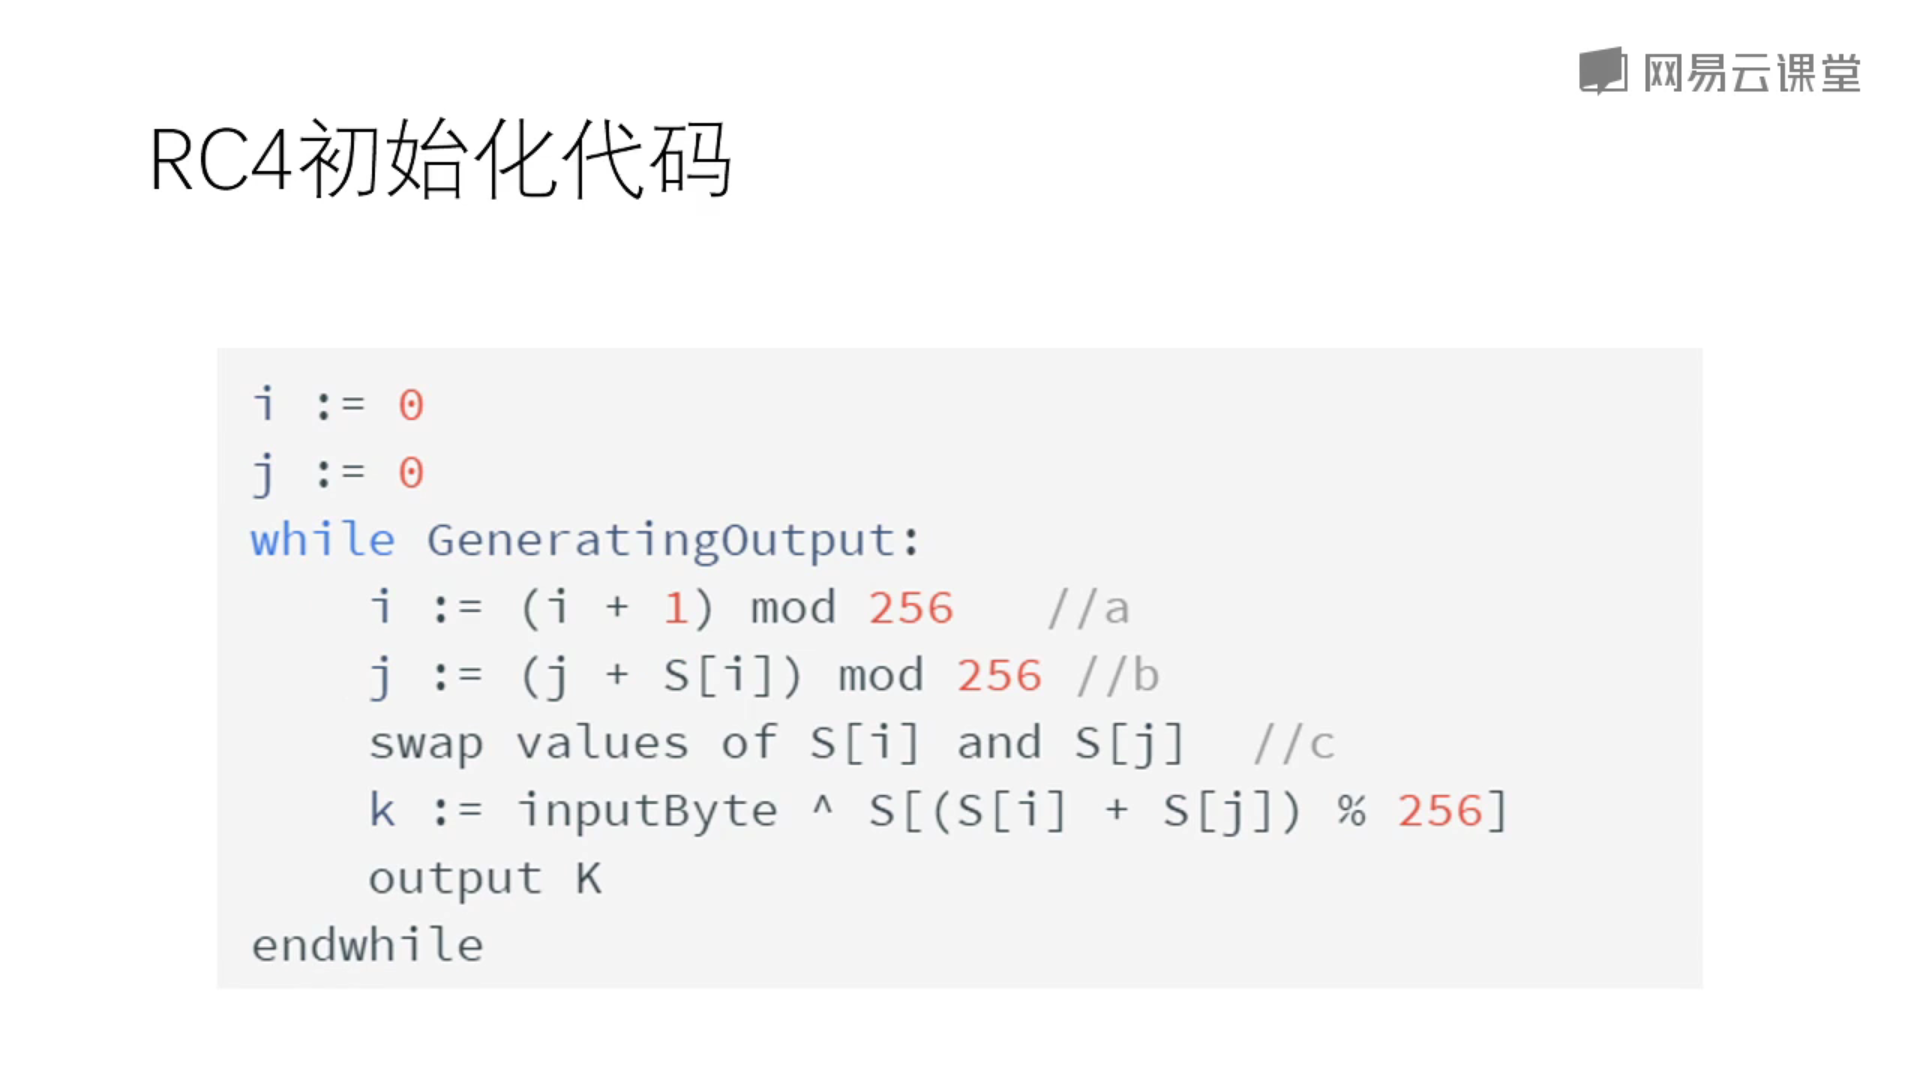 网易云课堂
RC4初始化代码
i := 0
j := 0
while GeneratingOutput:
    i := (i + 1) mod 256   //a
    j := (j + S[i]) mod 256 //b
    swap values of S[i] and S[j]  //c
    k := inputByte ^ S[(S[i] + S[j]) % 256]
    output K
endwhile